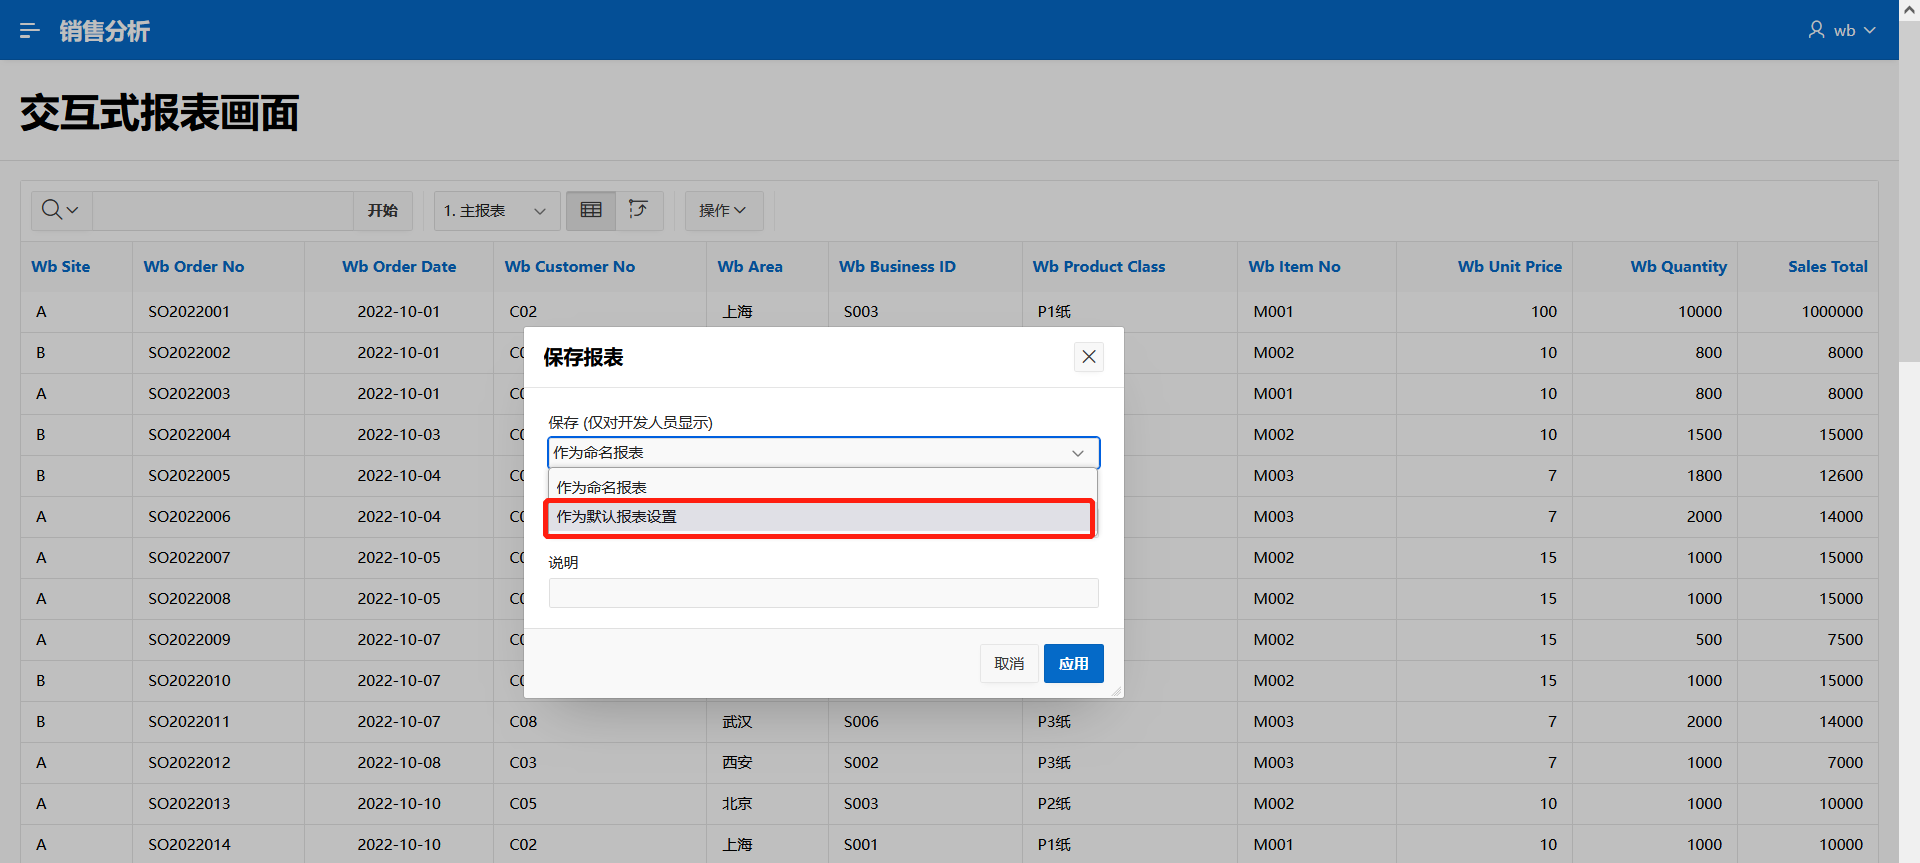 销售分析
wb
交互式报表画面
开始
1. 主报表
操作
Wb Site Wb Order No Wb Order Date Wb Customer No Wb Area Wb Business ID Wb Product Class Wb Item No Wb Unit Price Wb Quantity Sales Total
A SO2022001 2022-10-01 C02 上海 S003 P1纸 M001 100 10000 1000000
B SO2022002 2022-10-01 M002 10 800 8000
A SO2022003 2022-10-01 M001 10 800 8000
B SO2022004 2022-10-03 M002 10 1500 15000
B SO2022005 2022-10-04 M003 7 1800 12600
A SO2022006 2022-10-04 M003 7 2000 14000
A SO2022007 2022-10-05 M002 15 1000 15000
A SO2022008 2022-10-05 M002 15 1000 15000
A SO2022009 2022-10-07 M002 15 500 7500
B SO2022010 2022-10-07 M002 15 1000 15000
B SO2022011 2022-10-07 C08 武汉 S006 P3纸 M003 7 2000 14000
A SO2022012 2022-10-08 C03 西安 S002 P3纸 M003 7 1000 7000
A SO2022013 2022-10-10 C05 北京 S003 P2纸 M002 10 1000 10000
A SO2022014 2022-10-10 C02 上海 S001 P1纸 M001 10 1000 10000
保存报表
保存 (仅对开发人员显示)
作为命名报表
作为命名报表
作为默认报表设置
说明
取消
应用